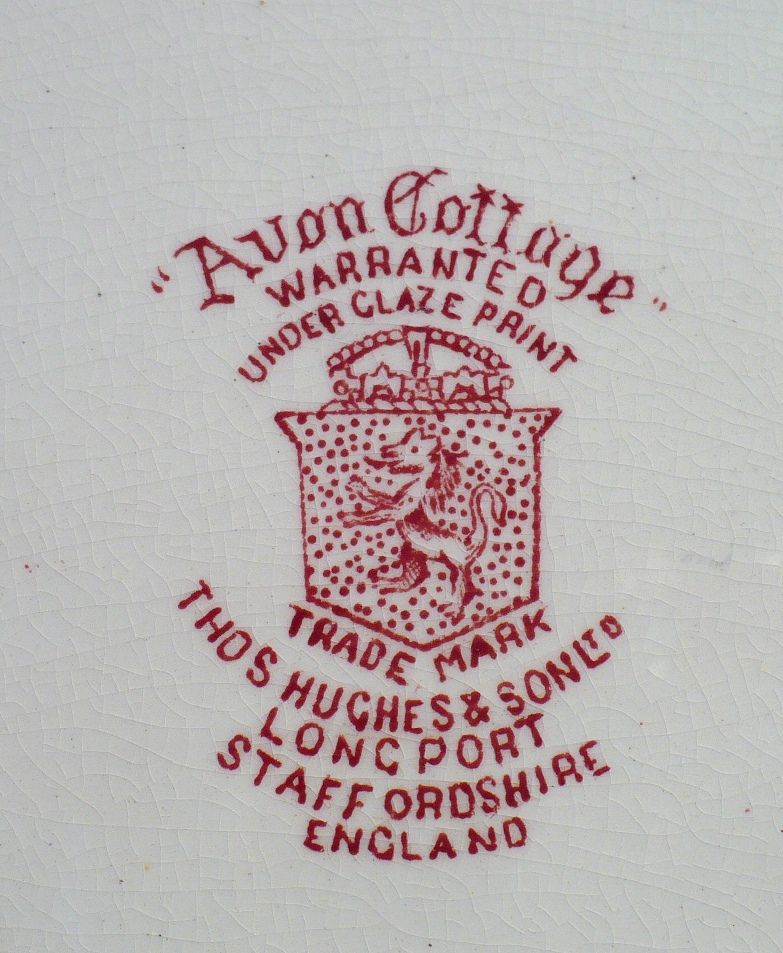 "Avon Cottage"
WARRANTED
UNDER GLAZE PRINT
TRADE MARK
THOS HUGHES & SON LTD
LONGPORT
STAFFORDSHIRE
ENGLAND